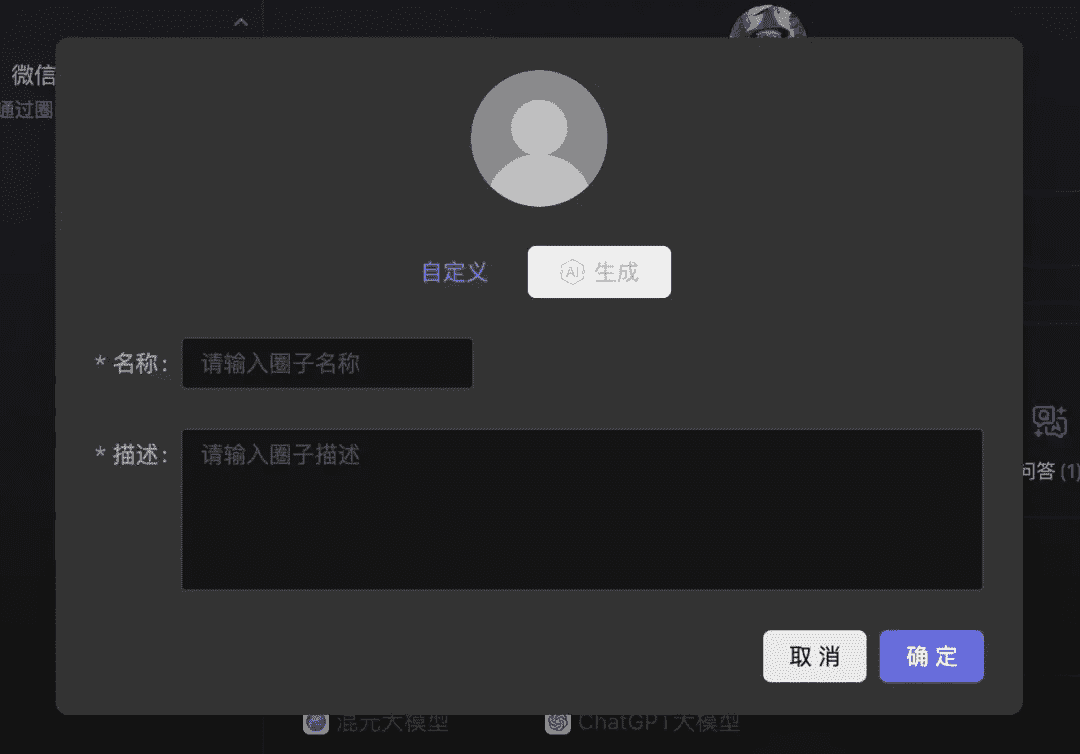 微信
通过圈
自定义
AI 生成
* 名称：
请输入圈子名称
* 描述：
请输入圈子描述
问答 (1)
取 消
确 定
混元大模型
ChatGPT大模型